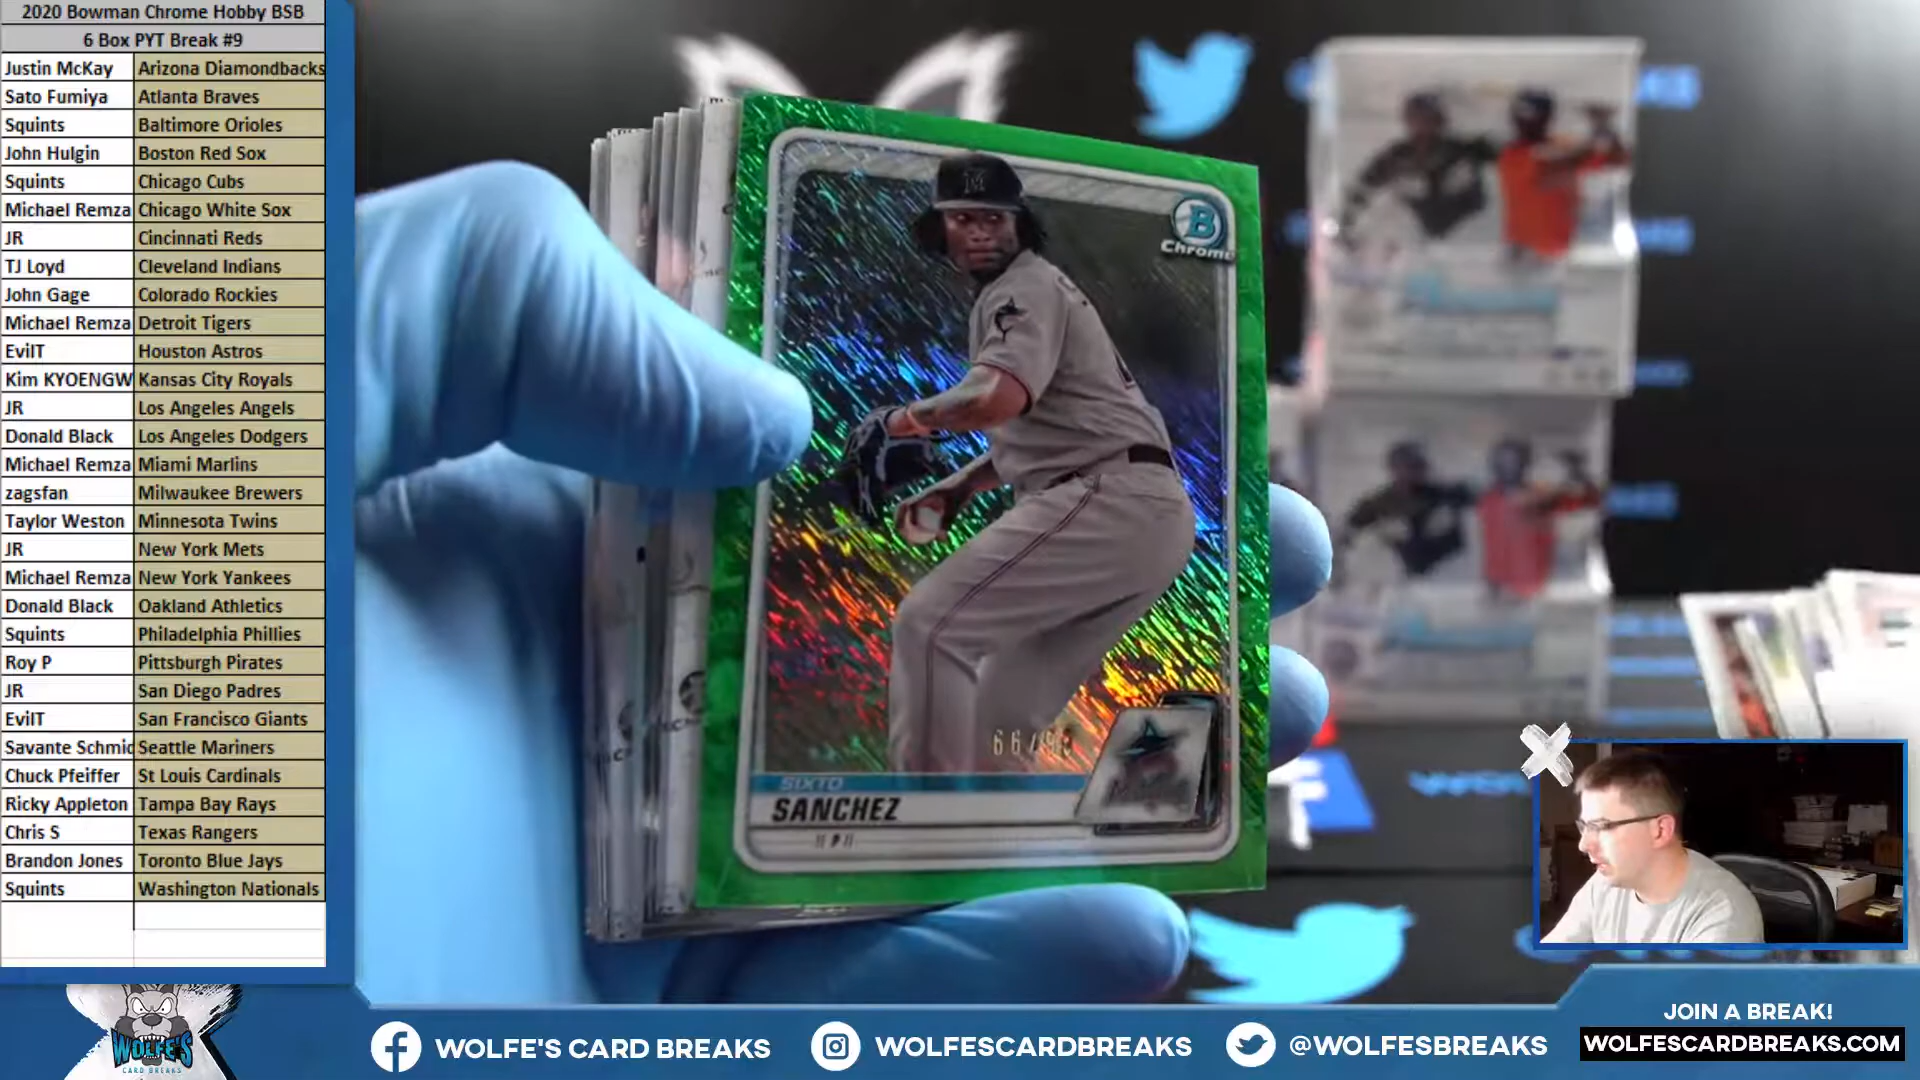 2020 Bowman Chrome Hobby BSB
6 Box PYT Break #9
Justin McKay Arizona Diamondbacks
Sato Fumiya Atlanta Braves
Squints Baltimore Orioles
John Hulgin Boston Red Sox
Squints Chicago Cubs
Michael Remza Chicago White Sox
JR Cincinnati Reds
TJ Loyd Cleveland Indians
John Gage Colorado Rockies
Michael Remza Detroit Tigers
EvilT Houston Astros
Kim KYOENGW Kansas City Royals
JR Los Angeles Angels
Donald Black Los Angeles Dodgers
Michael Remza Miami Marlins
zagsfan Milwaukee Brewers
Taylor Weston Minnesota Twins
JR New York Mets
Michael Remza New York Yankees
Donald Black Oakland Athletics
Squints Philadelphia Phillies
Roy P Pittsburgh Pirates
JR San Diego Padres
EvilT San Francisco Giants
Savante Schmid Seattle Mariners
Chuck Pfeiffer St Louis Cardinals
Ricky Appleton Tampa Bay Rays
Chris S Texas Rangers
Brandon Jones Toronto Blue Jays
Squints Washington Nationals
M
B
Chrome
SIXTO
SANCHEZ
P
WOLFE'S
CARD BREAKS
WOLFE'S CARD BREAKS
WOLFESCARDBREAKS
@WOLFESBREAKS
JOIN A BREAK!
WOLFESCARDBREAKS.COM